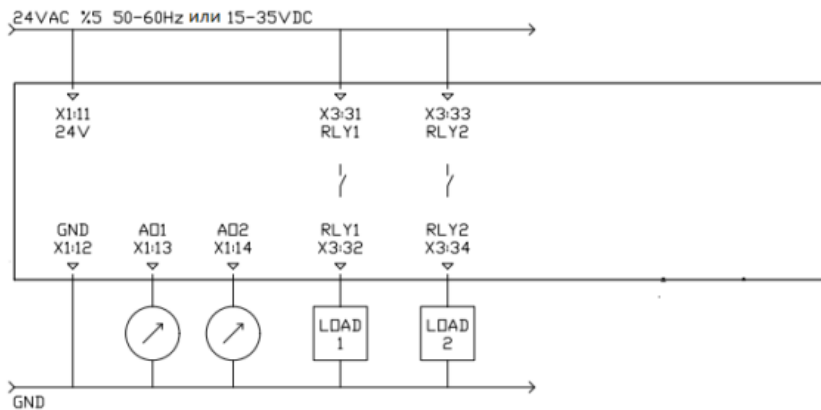 24VAC %5 50-60Hz или 15-35VDC
X1:11 X3:31 X3:33
24V RLY1 RLY2
GND AO1 AO2 RLY1 RLY2
X1:12 X1:13 X1:14 X3:32 X3:34
LOAD LOAD
1 2
GND